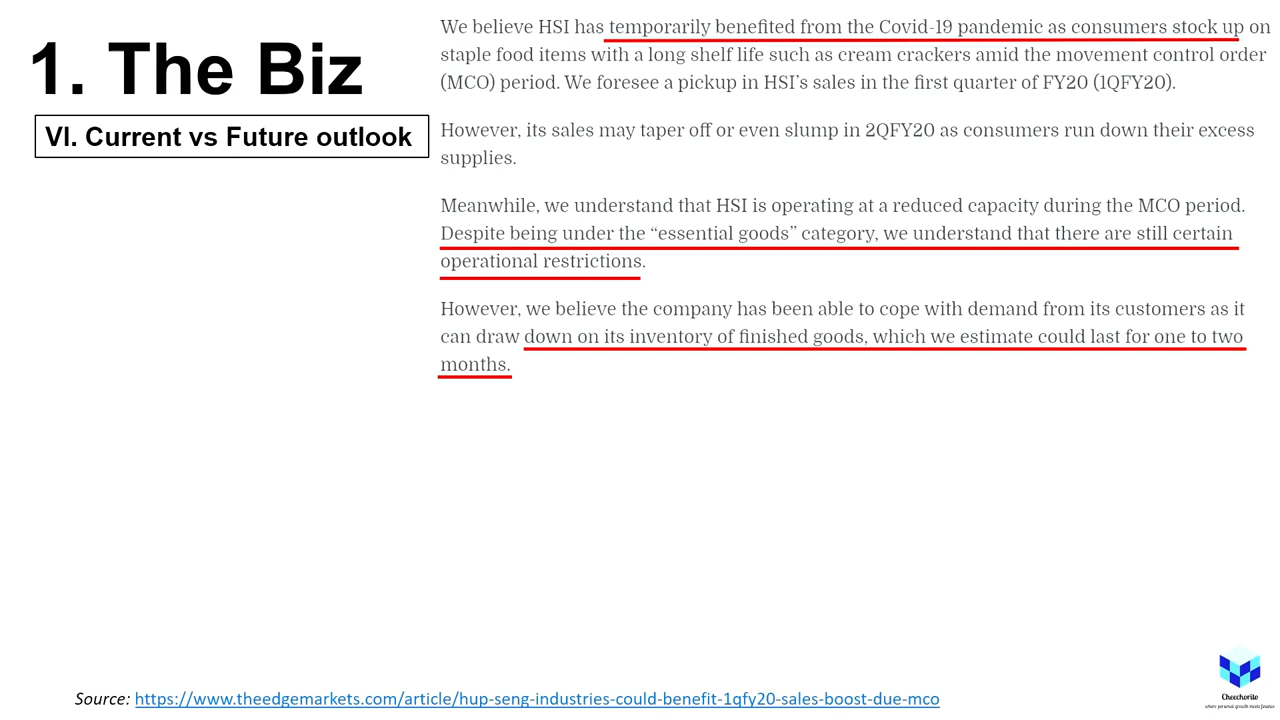 1. The Biz
VI. Current vs Future outlook
We believe HSI has temporarily benefited from the Covid-19 pandemic as consumers stock up on
staple food items with a long shelf life such as cream crackers amid the movement control order
(MCO) period. We foresee a pickup in HSI’s sales in the first quarter of FY20 (1QFY20).
However, its sales may taper off or even slump in 2QFY20 as consumers run down their excess
supplies.
Meanwhile, we understand that HSI is operating at a reduced capacity during the MCO period.
Despite being under the “essential goods” category, we understand that there are still certain
operational restrictions.
However, we believe the company has been able to cope with demand from its customers as it
can draw down on its inventory of finished goods, which we estimate could last for one to two
months.
Source: https://www.theedgemarkets.com/article/hup-seng-industries-could-benefit-1qfy20-sales-boost-due-mco
Cheechorite
where personal growth meets finance